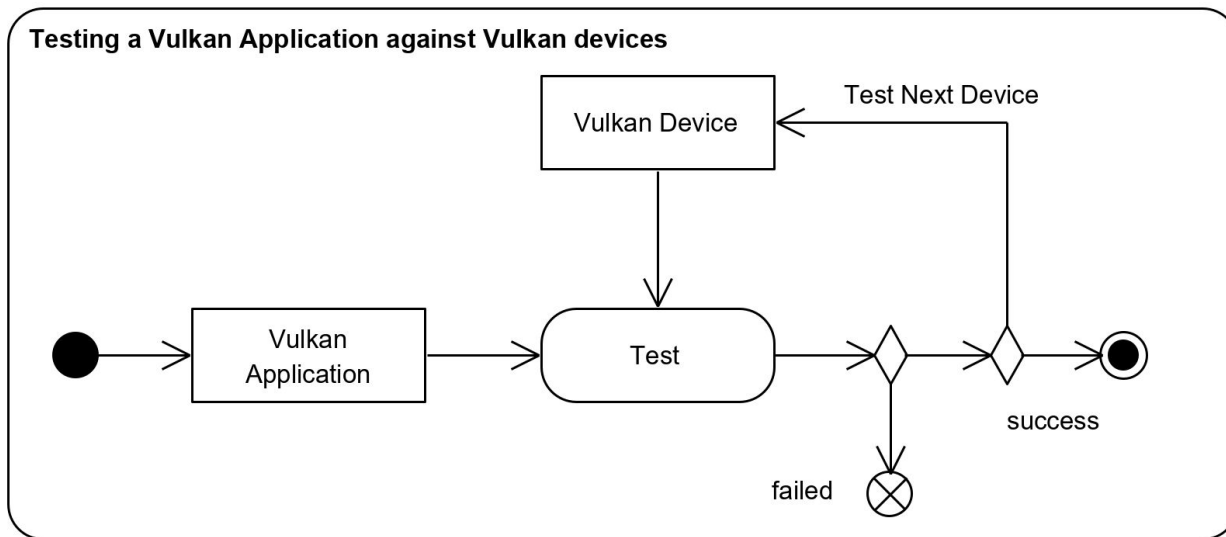 Testing a Vulkan Application against Vulkan devices
Vulkan Device
Test Next Device
Vulkan
Application
Test
success
failed